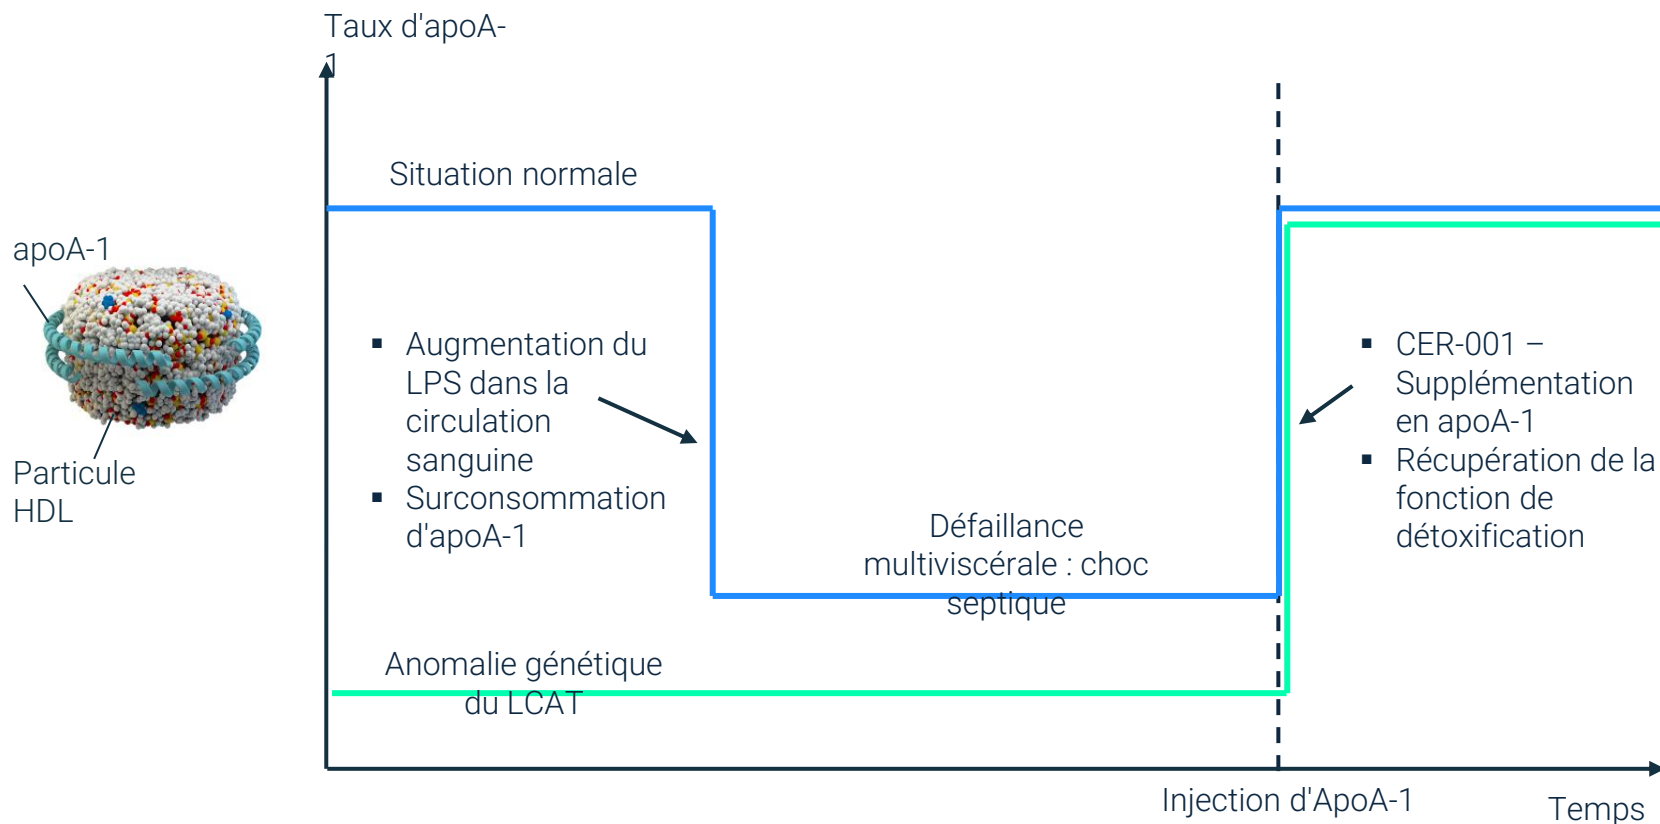 Taux d'apoA-
1
Situation normale
apoA-1
Particule
HDL
▪ Augmentation du
LPS dans la
circulation
sanguine
▪ Surconsommation
d'apoA-1
Défaillance
multiviscérale : choc
septique
Anomalie génétique
du LCAT
▪ CER-001 –
Supplémentation
en apoA-1
▪ Récupération de la
fonction de
détoxification
Injection d'ApoA-1
Temps